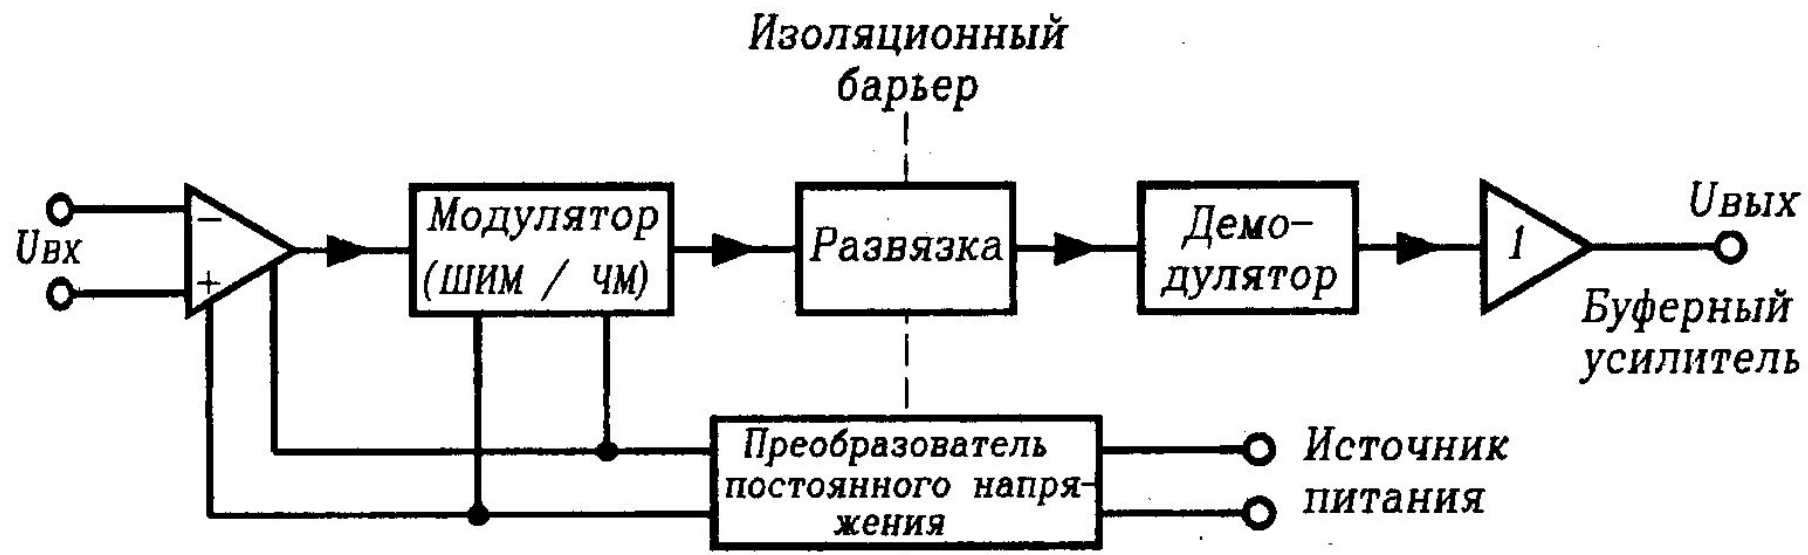 Изоляционный
барьер
Uвх
−
+
Модулятор
(ШИМ / ЧМ)
Развязка
Демо-
дулятор
1
Uвых
Буферный
усилитель
Преобразователь
постоянного напря-
жения
Источник
питания